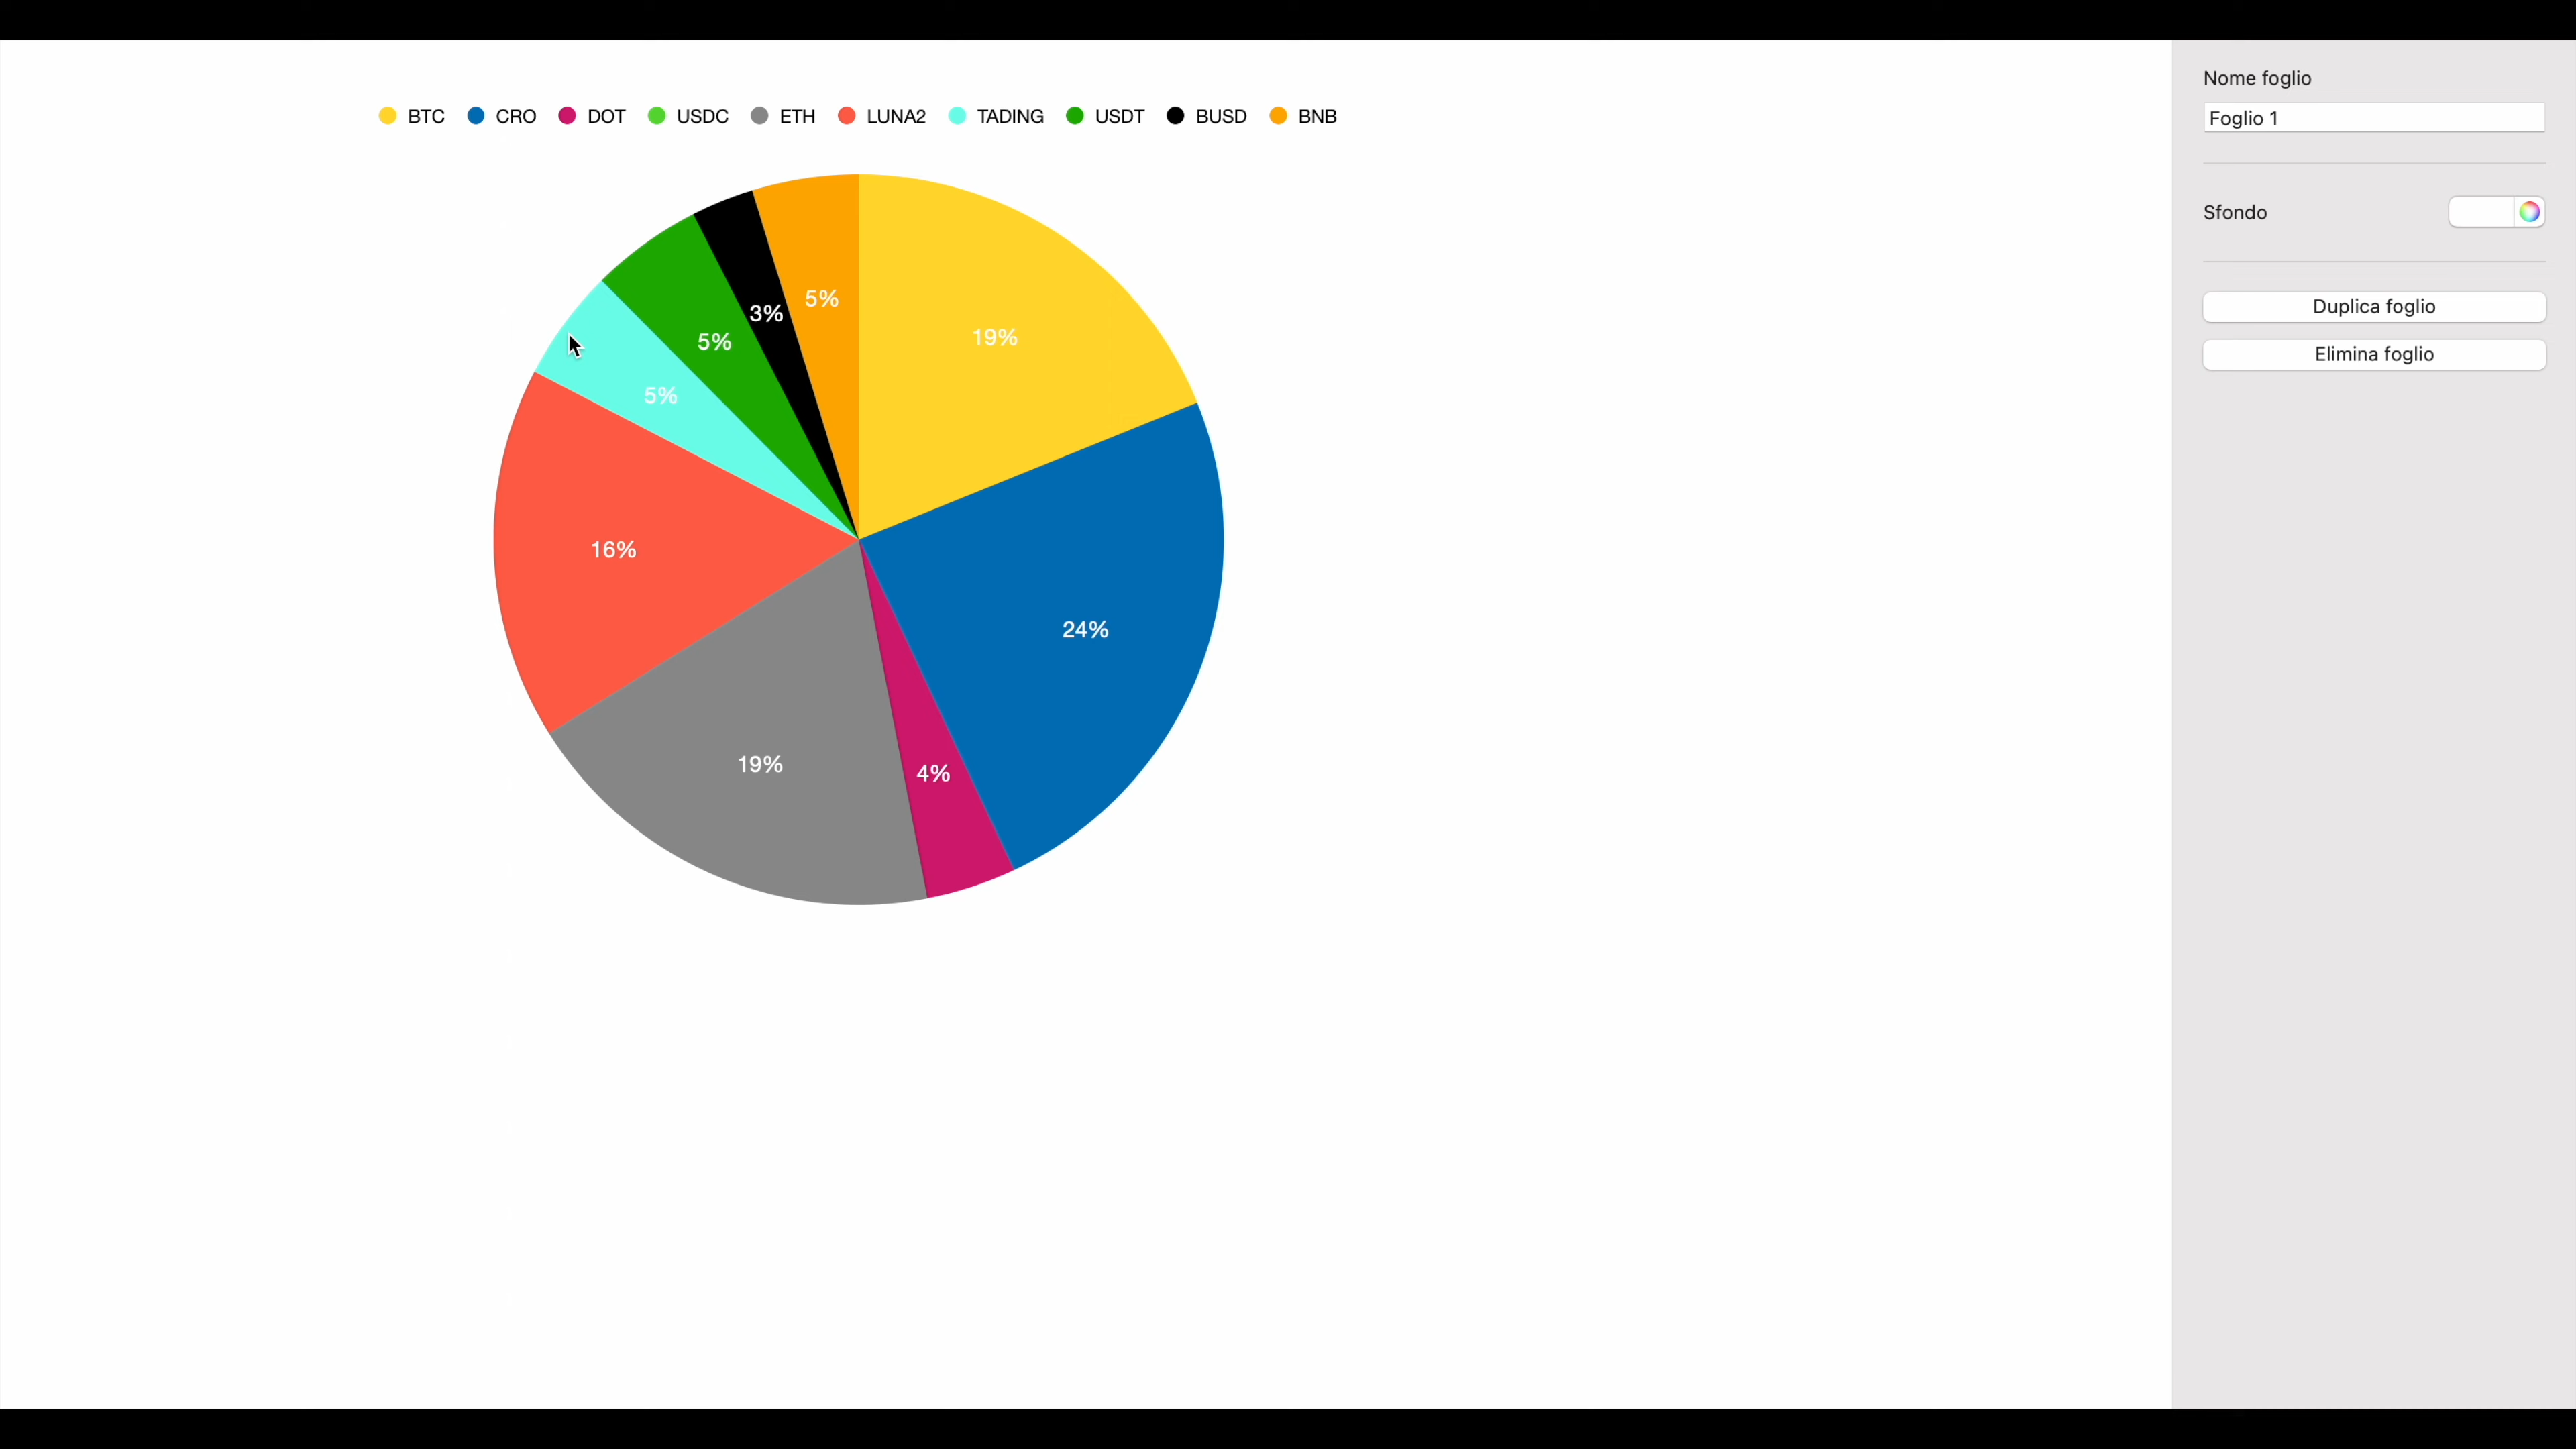 Nome foglio
Foglio 1
BTC CRO DOT USDC ETH LUNA2 TADING USDT BUSD BNB
Sfondo
5%
3%
19%
5%
Duplica foglio
Elimina foglio
5%
16%
24%
19%
4%